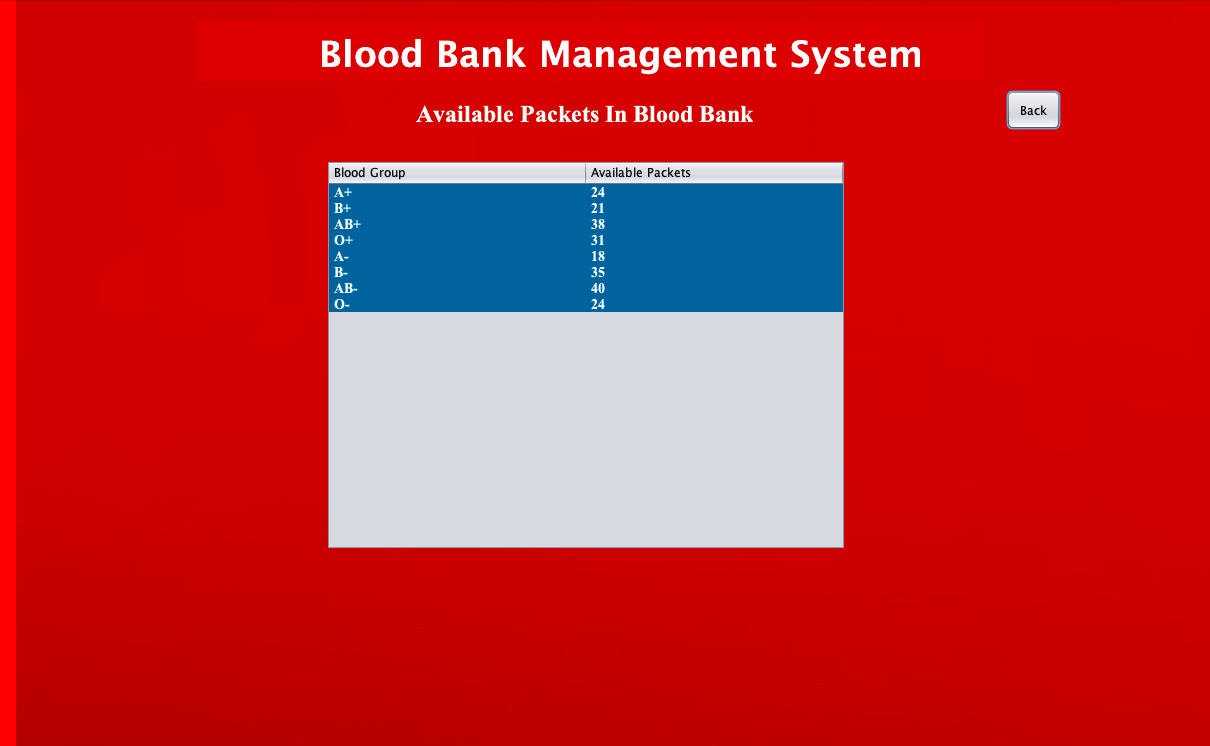 Blood Bank Management System
Available Packets In Blood Bank
Back
Blood Group Available Packets
A+ 24
B+ 21
AB+ 38
O+ 31
A- 18
B- 35
AB- 40
O- 24